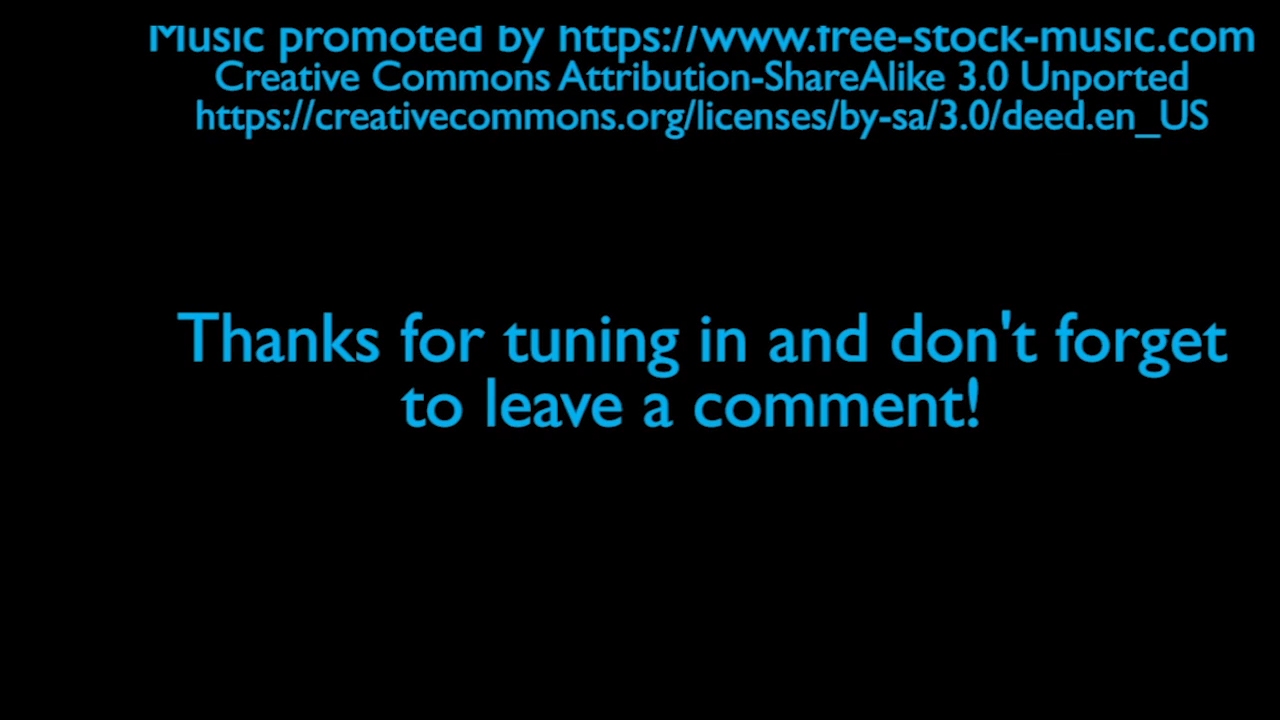 Music promoted by https://www.free-stock-music.com
Creative Commons Attribution-ShareAlike 3.0 Unported
https://creativecommons.org/licenses/by-sa/3.0/deed.en_US
Thanks for tuning in and don't forget
to leave a comment!